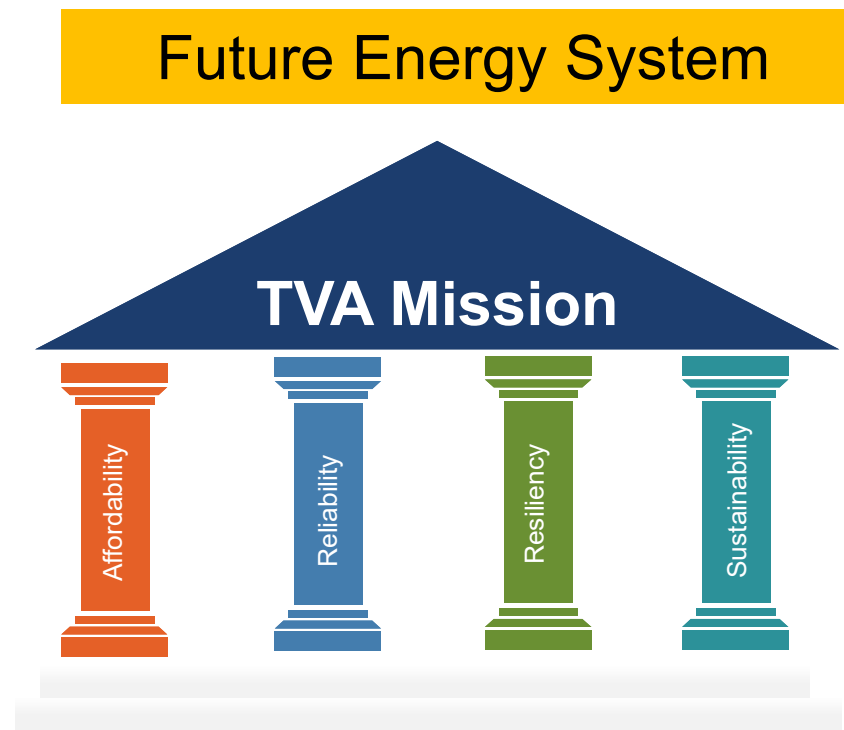 Future Energy System
TVA Mission
Affordability
Reliability
Resiliency
Sustainability